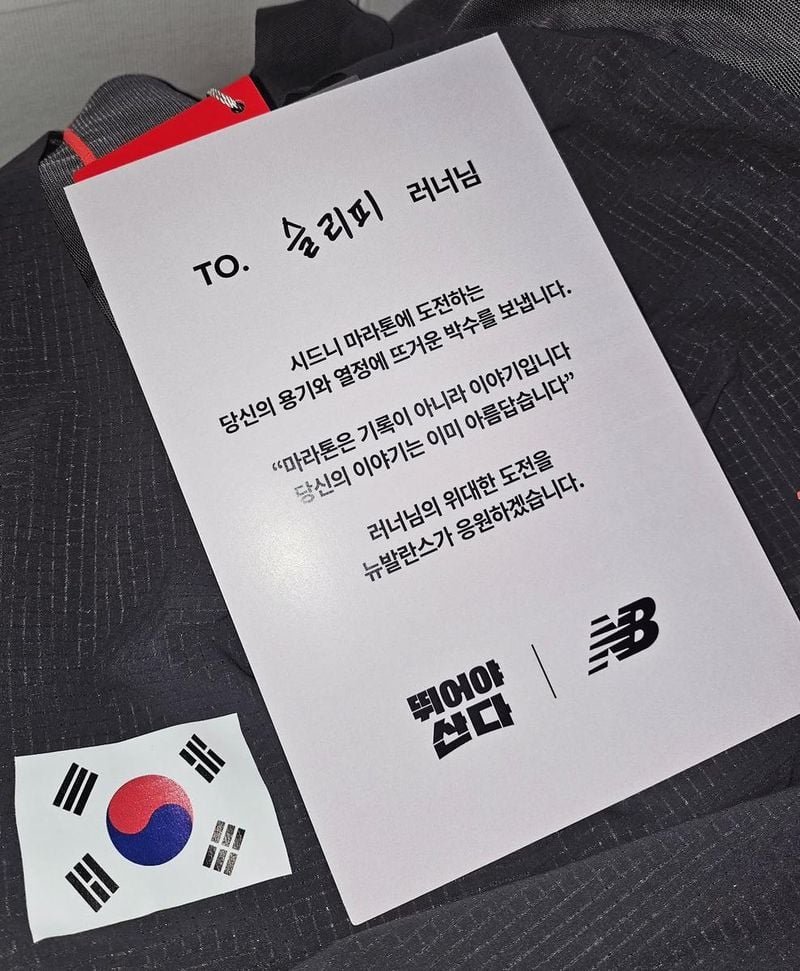 TO. 슬리피 러너님
시드니 마라톤에 도전하는
당신의 용기와 열정에 뜨거운 박수를 보냅니다.
“마라톤은 기록이 아니라 이야기입니다
당신의 이야기는 이미 아름답습니다”
러너님의 위대한 도전을
뉴발란스가 응원하겠습니다.
뛰어야
산다
NB